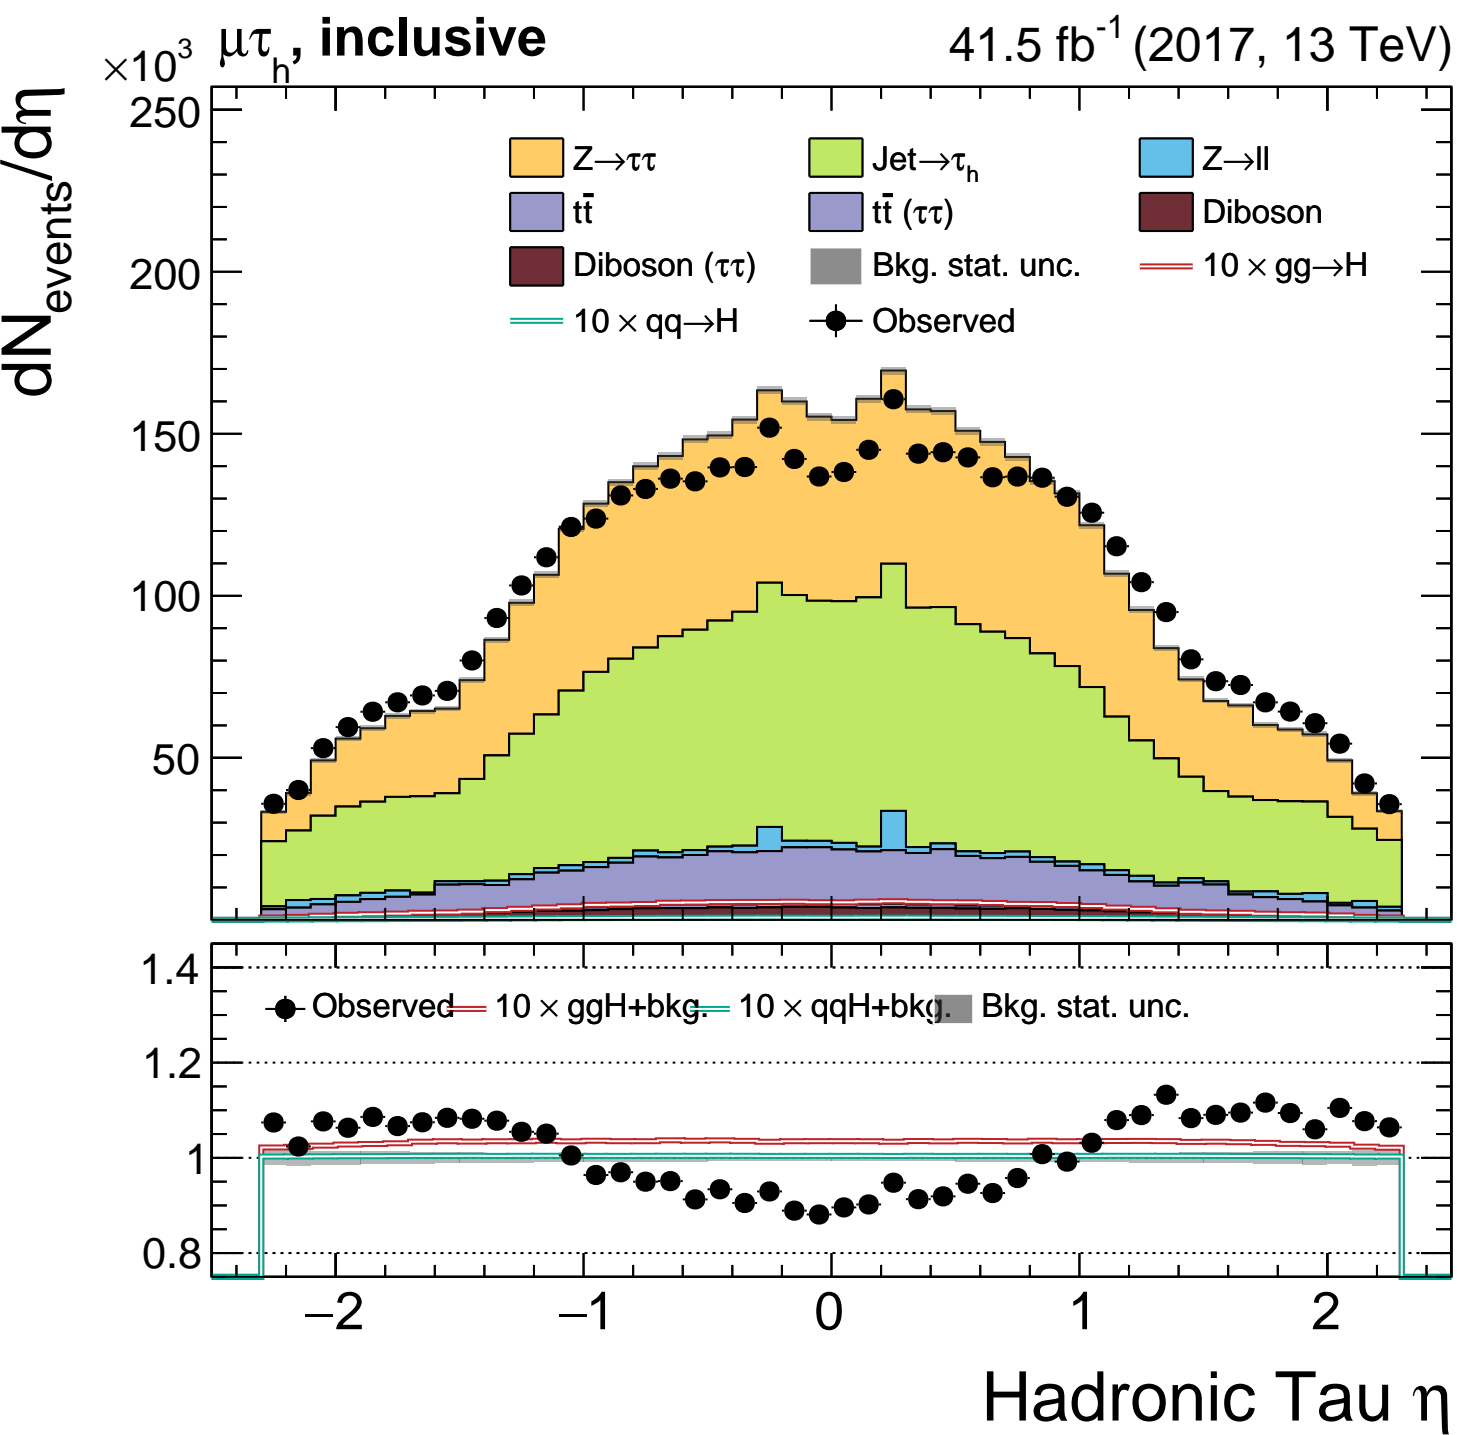 ×10³ μτₕ, inclusive 41.5 fb⁻¹ (2017, 13 TeV)
dN_events/dη
250
200
150
100
50
Z→ττ Jet→τₕ Z→ll
tt̄ tt̄ (ττ) Diboson
Diboson (ττ) Bkg. stat. unc. 10 × gg→H
10 × qq→H Observed
1.4
1.2
1
0.8
Observed 10 × ggH+bkg. 10 × qqH+bkg. Bkg. stat. unc.
−2 −1 0 1 2
Hadronic Tau η